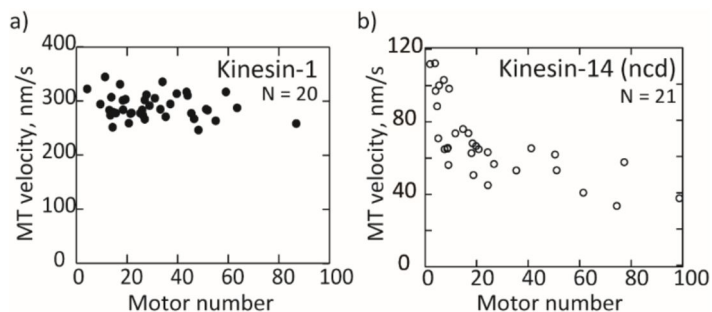 a)
Kinesin-1
N = 20
MT velocity, nm/s
400
300
200
100
0
0 20 40 60 80 100
Motor number
b)
Kinesin-14 (ncd)
N = 21
MT velocity, nm/s
120
80
40
0
0 20 40 60 80 100
Motor number